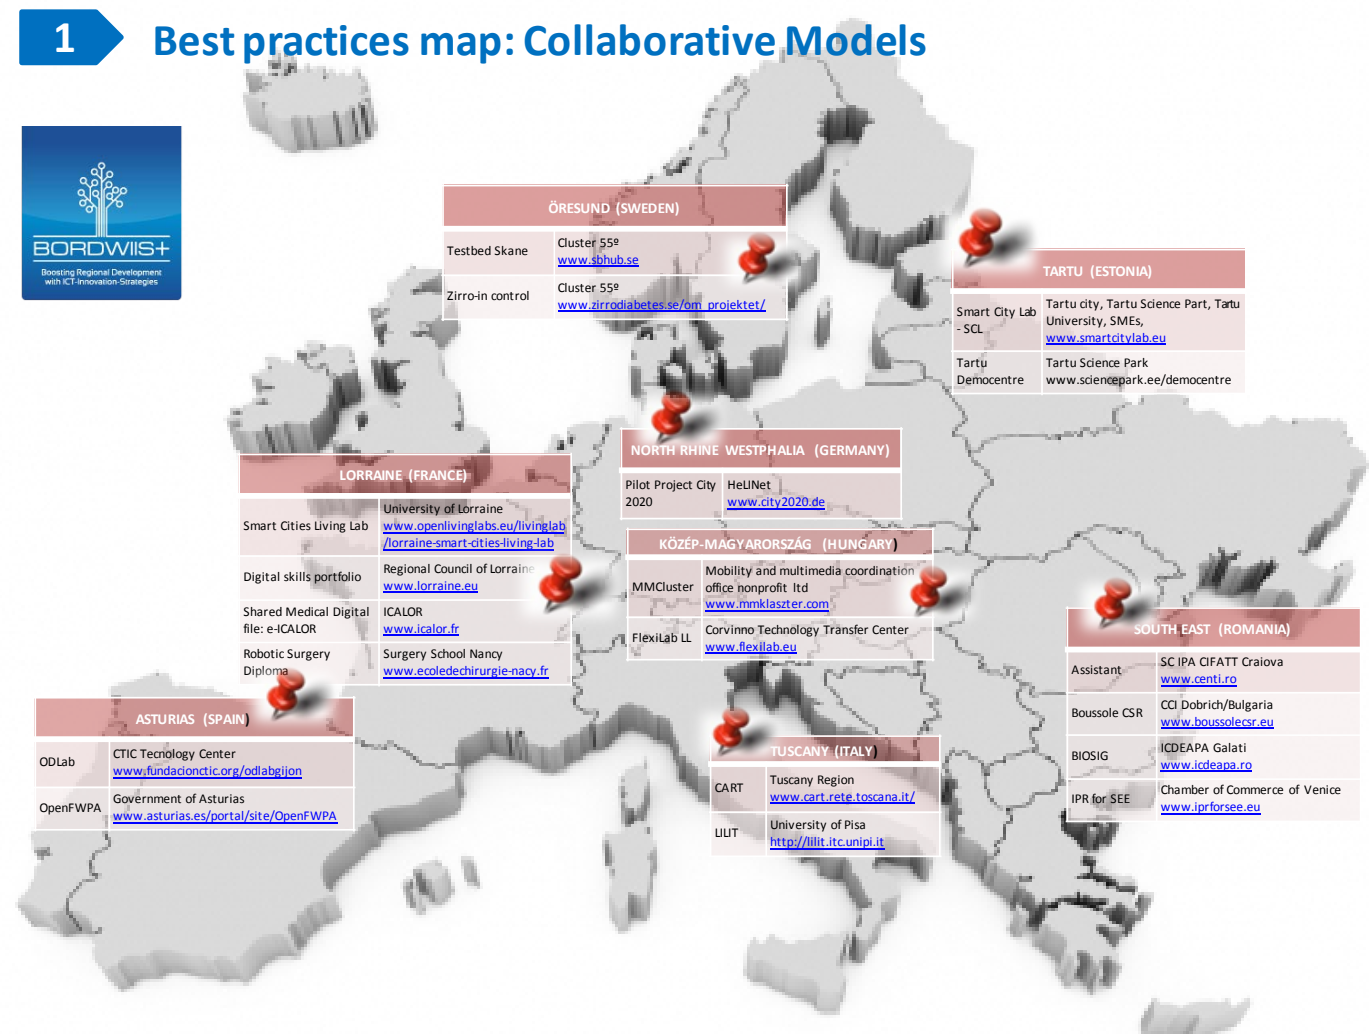 1
Best practices map: Collaborative Models
BORDWIIS+
Boosting Regional Development
with ICT-Innovation-Strategies
ÖRESUND (SWEDEN)
Testbed Skane
Cluster 55º
www.sbhub.se
Zirro-in control
Cluster 55º
www.zirrodiabetes.se/om_projektet/
TARTU (ESTONIA)
Smart City Lab
- SCL
Tartu city, Tartu Science Part, Tartu
University, SMEs,
www.smartcitylab.eu
Tartu
Democentre
Tartu Science Park
www.sciencepark.ee/democentre
NORTH RHINE WESTPHALIA (GERMANY)
Pilot Project City
2020
HeLINet
www.city2020.de
LORRAINE (FRANCE)
Smart Cities Living Lab
University of Lorraine
www.openlivinglabs.eu/livinglab
/lorraine-smart-cities-living-lab
Digital skills portfolio
Regional Council of Lorraine
www.lorraine.eu
Shared Medical Digital
file: e-ICALOR
ICALOR
www.icalor.fr
Robotic Surgery
Diploma
Surgery School Nancy
www.ecoledechirurgie-nacy.fr
KÖZÉP-MAGYARORSZÁG (HUNGARY)
MMCluster
Mobility and multimedia coordination
office nonprofit ltd
www.mmklaszter.com
FlexiLab LL
Corvinno Technology Transfer Center
www.flexilab.eu
SOUTH EAST (ROMANIA)
Assistant
SC IPA CIFATT Craiova
www.centi.ro
Boussole CSR
CCI Dobrich/Bulgaria
www.boussolecsr.eu
BIOSIG
ICDEAPA Galati
www.icdeapa.ro
IPR for SEE
Chamber of Commerce of Venice
www.iprforsee.eu
ASTURIAS (SPAIN)
ODLab
CTIC Tecnology Center
www.fundacionctic.org/odlabgijon
OpenFWPA
Government of Asturias
www.asturias.es/portal/site/OpenFWPA
TUSCANY (ITALY)
CART
Tuscany Region
www.cart.rete.toscana.it/
LILIT
University of Pisa
http://lilit.itc.unipi.it